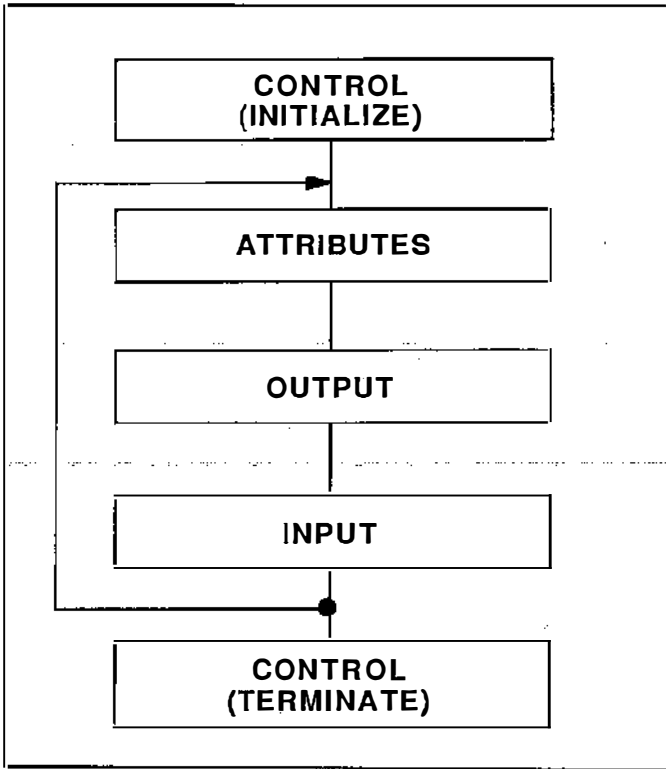 CONTROL
(INITIALIZE)
ATTRIBUTES
OUTPUT
INPUT
CONTROL
(TERMINATE)